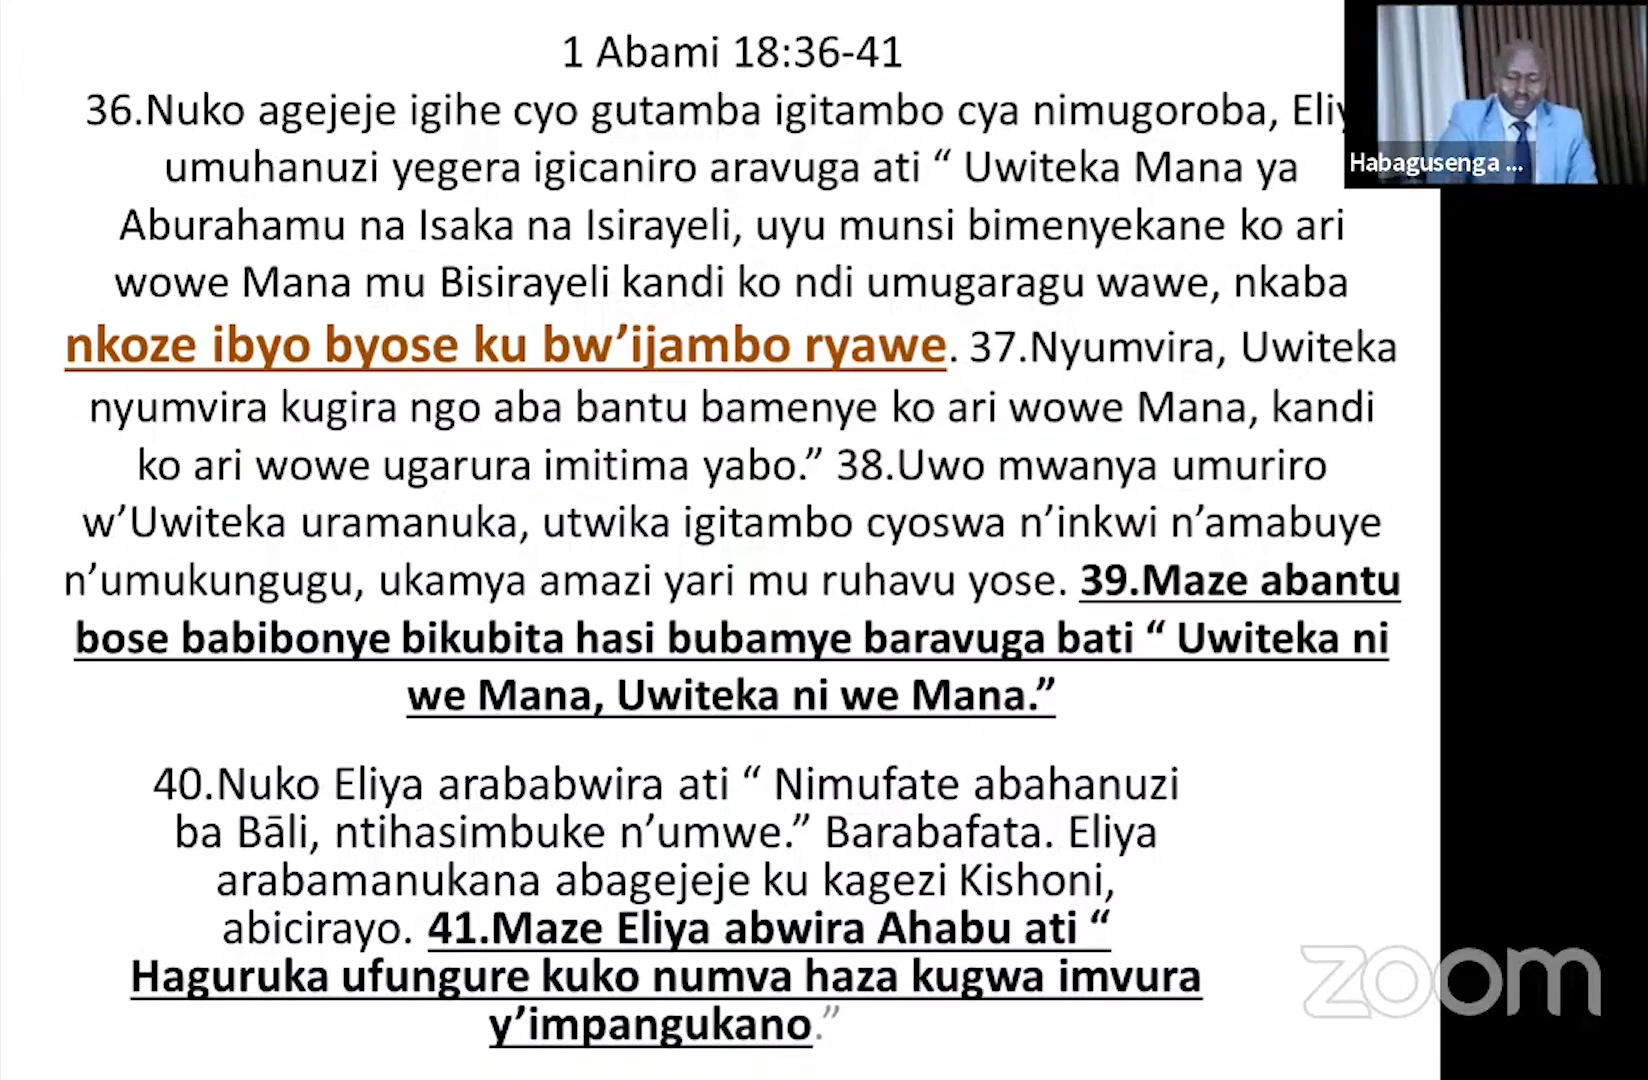 1 Abami 18:36-41
36.Nuko agejeje igihe cyo gutamba igitambo cya nimugoroba,
umuhanuzi yegera igicaniro aravuga ati “ Uwiteka Mana ya
Aburahamu na Isaka na Isirayeli, uyu munsi bimenyekane ko ari
wowe Mana mu Bisirayeli kandi ko ndi umugaragu wawe, nkaba
nkoze ibyo byose ku bw’ijambo ryawe. 37.Nyumvira, Uwiteka
nyumvira kugira ngo aba bantu bamenye ko ari wowe Mana, kandi
ko ari wowe ugarura imitima yabo.” 38.Uwo mwanya umuriro
w’Uwiteka uramanuka, utwika igitambo cyoswa n’inkwi n’amabuye
n’umukungugu, ukamya amazi yari mu ruhavu yose. 39.Maze abantu
bose babibonye bikubita hasi bubamye baravuga bati “ Uwiteka ni
we Mana, Uwiteka ni we Mana.”
40.Nuko Eliya arababwira ati “ Nimufate abahanuzi
ba Bāli, ntihasimbuke n’umwe.” Barabafata. Eliya
arabamanukana abagejeje ku kagezi Kishoni,
abicirayo. 41.Maze Eliya abwira Ahabu ati “
Haguruka ufungure kuko numva haza kugwa imvura
y’impangukano.”
Habagusenga ...
zoom